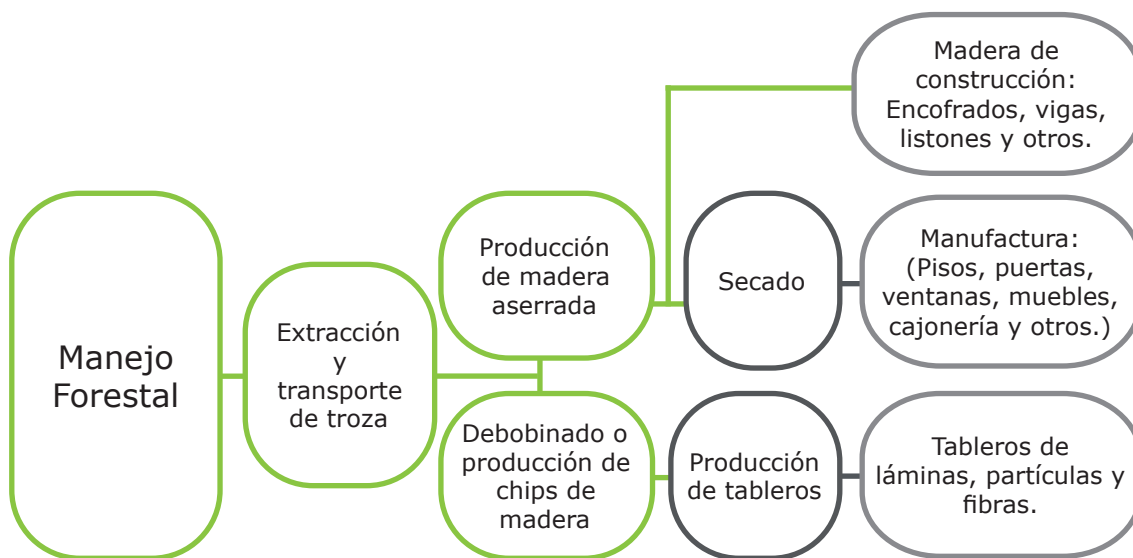 Manejo
Forestal
Extracción
y
transporte
de troza
Producción
de madera
aserrada
Debobinado o
producción de
chips de
madera
Madera de
construcción:
Encofrados, vigas,
listones y otros.
Secado
Manufactura:
(Pisos, puertas,
ventanas, muebles,
cajonería y otros.)
Producción
de tableros
Tableros de
láminas, partículas y
fibras.